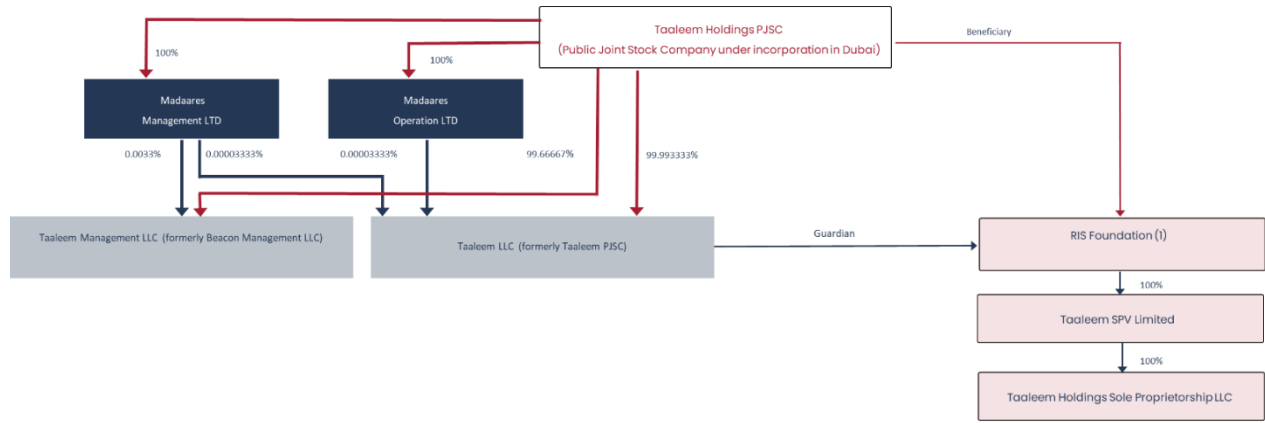 Taaleem Holdings PJSC
(Public Joint Stock Company under incorporation in Dubai)
Beneficiary
100%
100%
Madaares
Management LTD
Madaares
Operation LTD
0.0033%
0.00003333%
0.00003333%
99.66667%
99.993333%
Taaleem Management LLC (formerly Beacon Management LLC)
Taaleem LLC (formerly Taaleem PJSC)
Guardian
RIS Foundation (1)
100%
Taaleem SPV Limited
100%
Taaleem Holdings Sole Proprietorship LLC